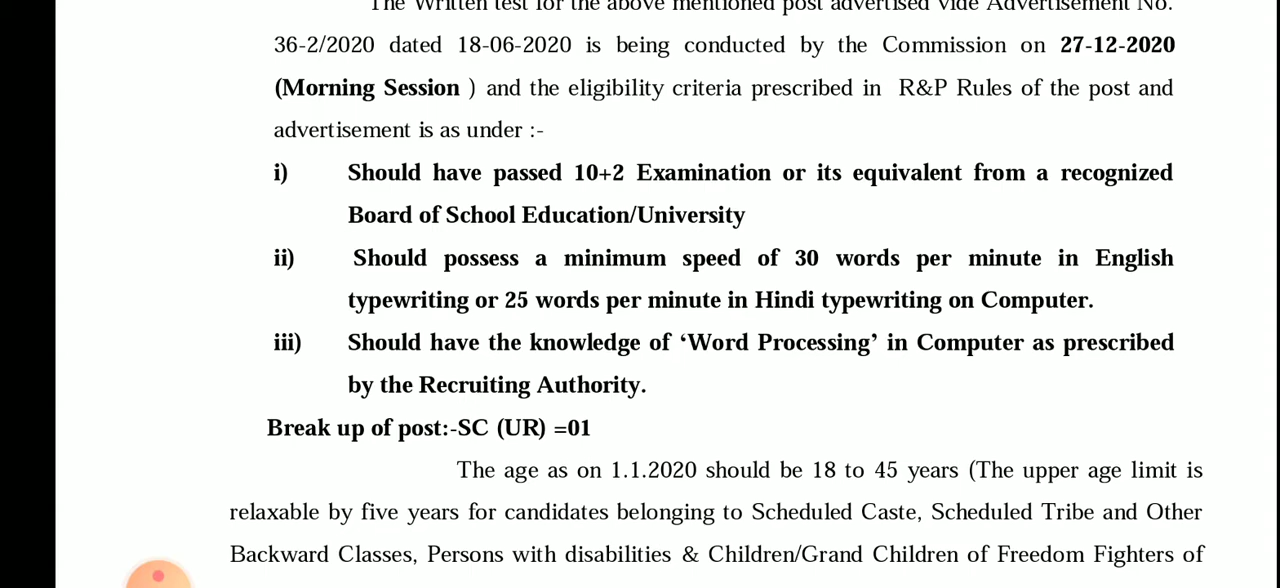 The Written test for the above mentioned post advertised vide Advertisement No.
36-2/2020 dated 18-06-2020 is being conducted by the Commission on 27-12-2020
(Morning Session ) and the eligibility criteria prescribed in R&P Rules of the post and
advertisement is as under :-
i) Should have passed 10+2 Examination or its equivalent from a recognized
Board of School Education/University
ii) Should possess a minimum speed of 30 words per minute in English
typewriting or 25 words per minute in Hindi typewriting on Computer.
iii) Should have the knowledge of ‘Word Processing’ in Computer as prescribed
by the Recruiting Authority.
Break up of post:-SC (UR) =01
The age as on 1.1.2020 should be 18 to 45 years (The upper age limit is
relaxable by five years for candidates belonging to Scheduled Caste, Scheduled Tribe and Other
Backward Classes, Persons with disabilities & Children/Grand Children of Freedom Fighters of